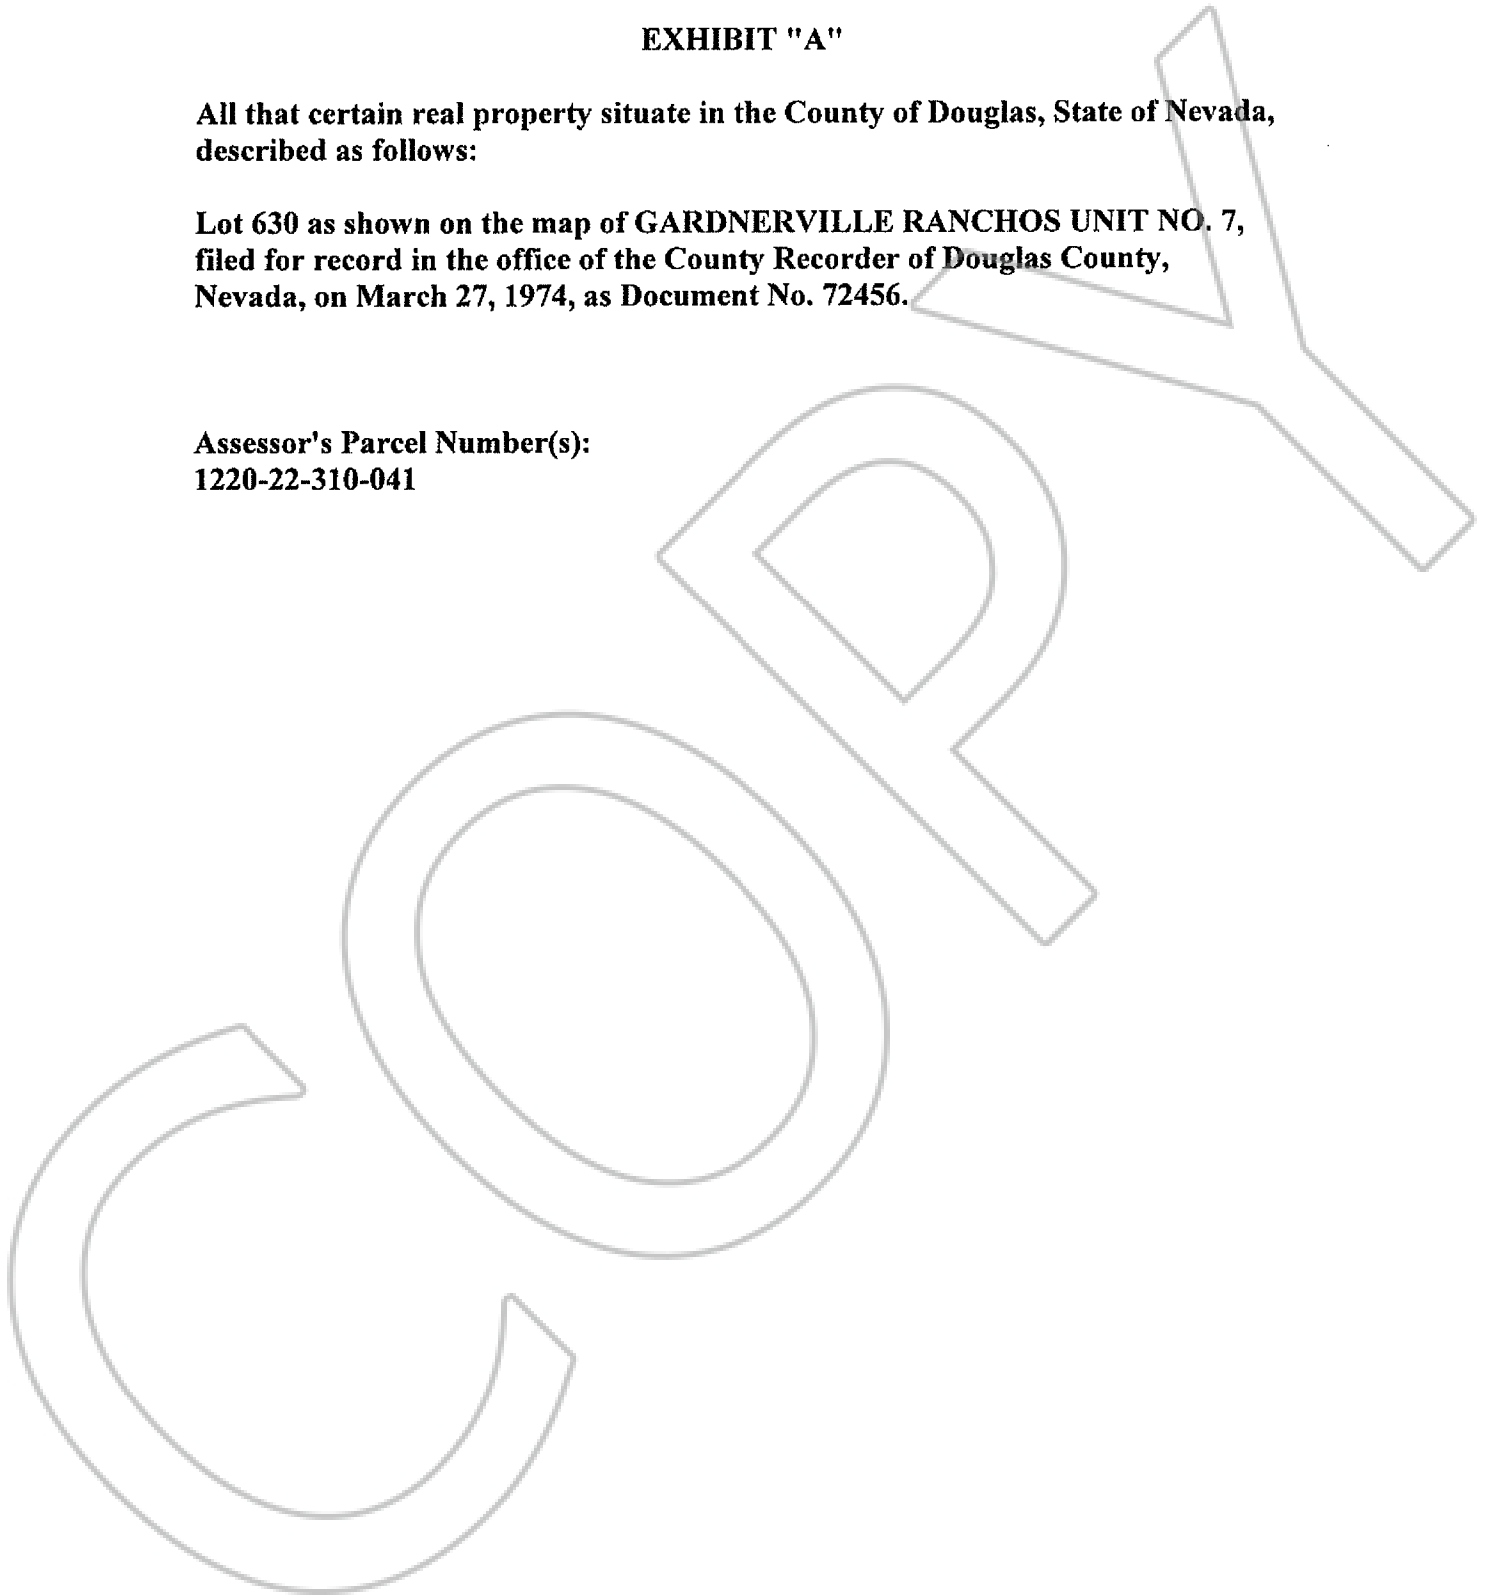 EXHIBIT "A"
All that certain real property situate in the County of Douglas, State of Nevada,
described as follows:
Lot 630 as shown on the map of GARDNERVILLE RANCHOS UNIT NO. 7,
filed for record in the office of the County Recorder of Douglas County,
Nevada, on March 27, 1974, as Document No. 72456.
Assessor's Parcel Number(s):
1220-22-310-041
COPY